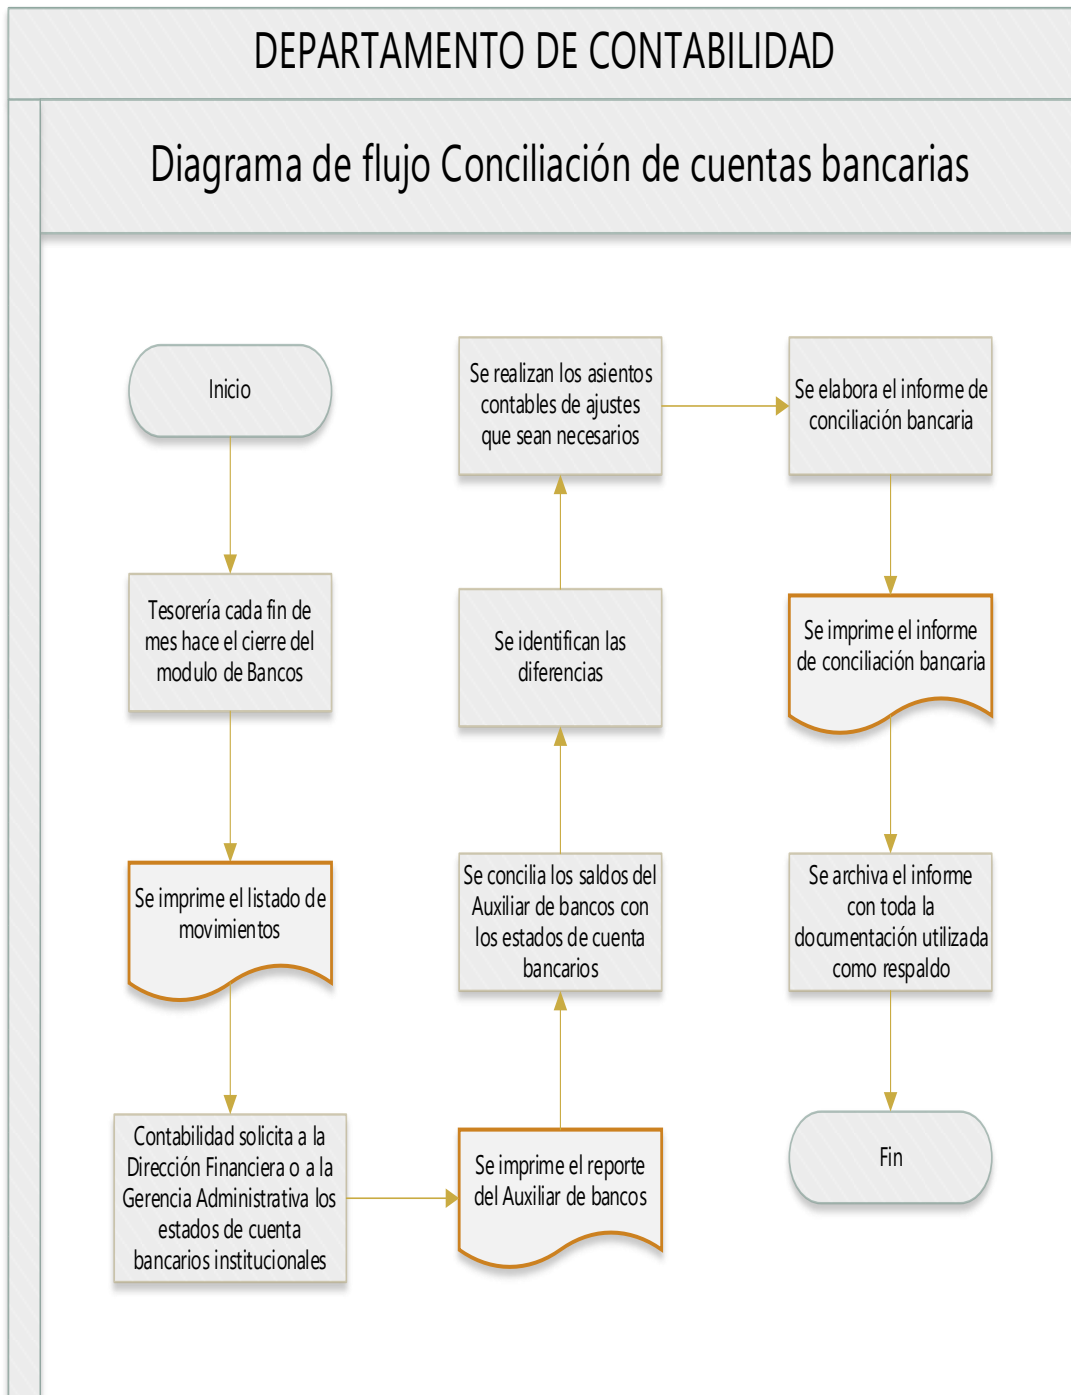 DEPARTAMENTO DE CONTABILIDAD
Diagrama de flujo Conciliación de cuentas bancarias
Inicio
Tesorería cada fin de
mes hace el cierre del
modulo de Bancos
Se imprime el listado de
movimientos
Contabilidad solicita a la
Dirección Financiera o a la
Gerencia Administrativa los
estados de cuenta
bancarios institucionales
Se imprime el reporte
del Auxiliar de bancos
Se concilia los saldos del
Auxiliar de bancos con
los estados de cuenta
bancarios
Se identifican las
diferencias
Se realizan los asientos
contables de ajustes
que sean necesarios
Se elabora el informe de
conciliación bancaria
Se imprime el informe
de conciliación bancaria
Se archiva el informe
con toda la
documentación utilizada
como respaldo
Fin